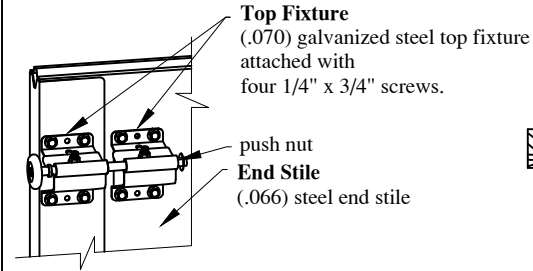 Top Fixture
(.070) galvanized steel top fixture
attached with
four 1/4" x 3/4" screws.
push nut
End Stile
(.066) steel end stile